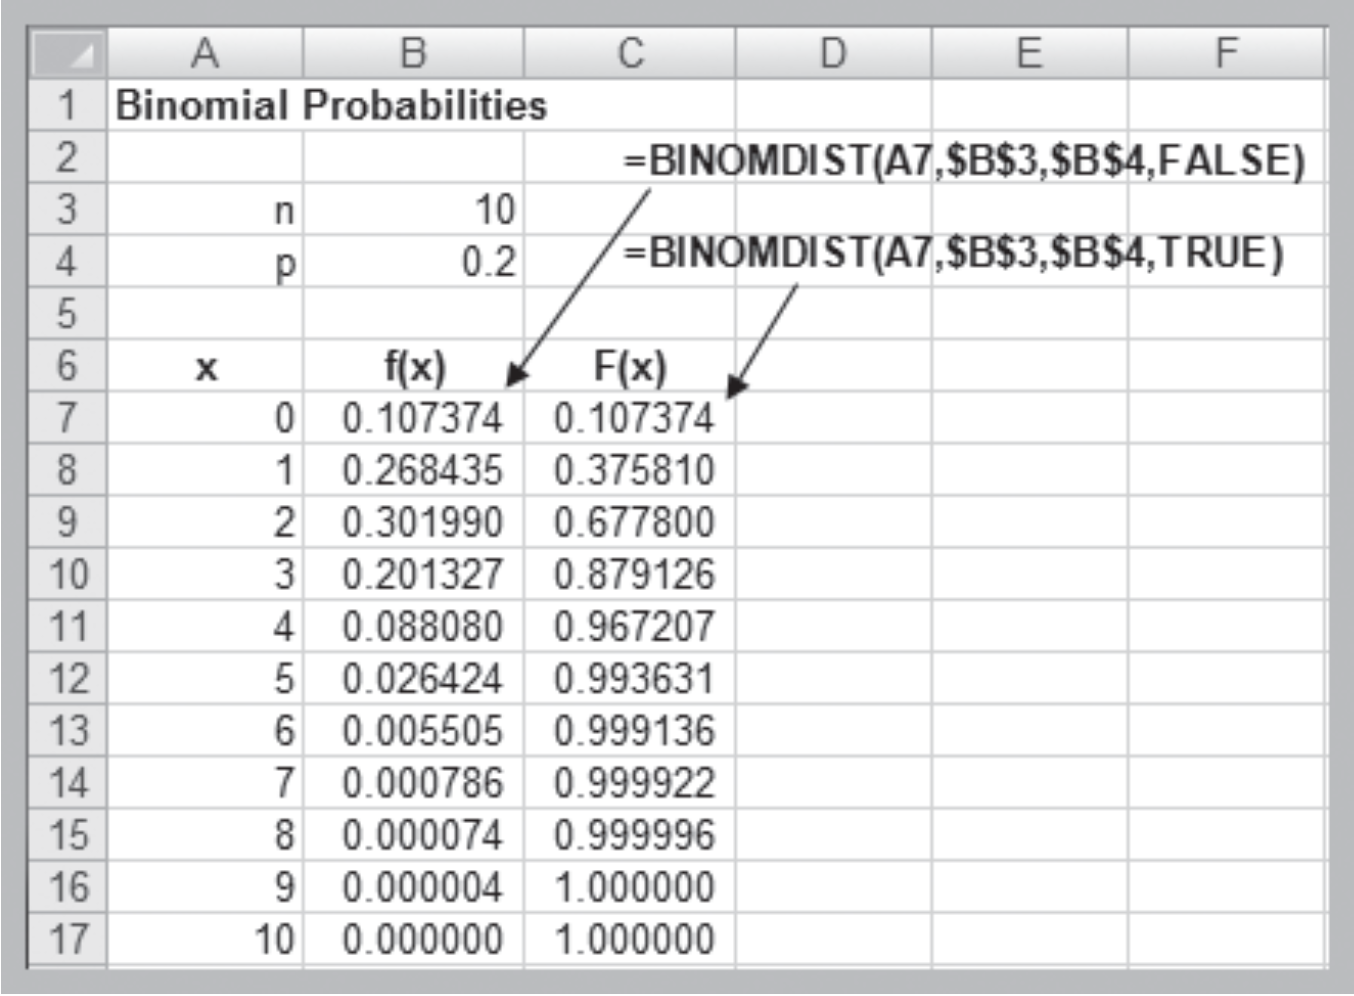 A B C D E F
1 Binomial Probabilities
2 =BINOMDIST(A7,$B$3,$B$4,FALSE)
3 n 10
4 p 0.2 =BINOMDIST(A7,$B$3,$B$4,TRUE)
5
6 x f(x) F(x)
7 0 0.107374 0.107374
8 1 0.268435 0.375810
9 2 0.301990 0.677800
10 3 0.201327 0.879126
11 4 0.088080 0.967207
12 5 0.026424 0.993631
13 6 0.005505 0.999136
14 7 0.000786 0.999922
15 8 0.000074 0.999996
16 9 0.000004 1.000000
17 10 0.000000 1.000000